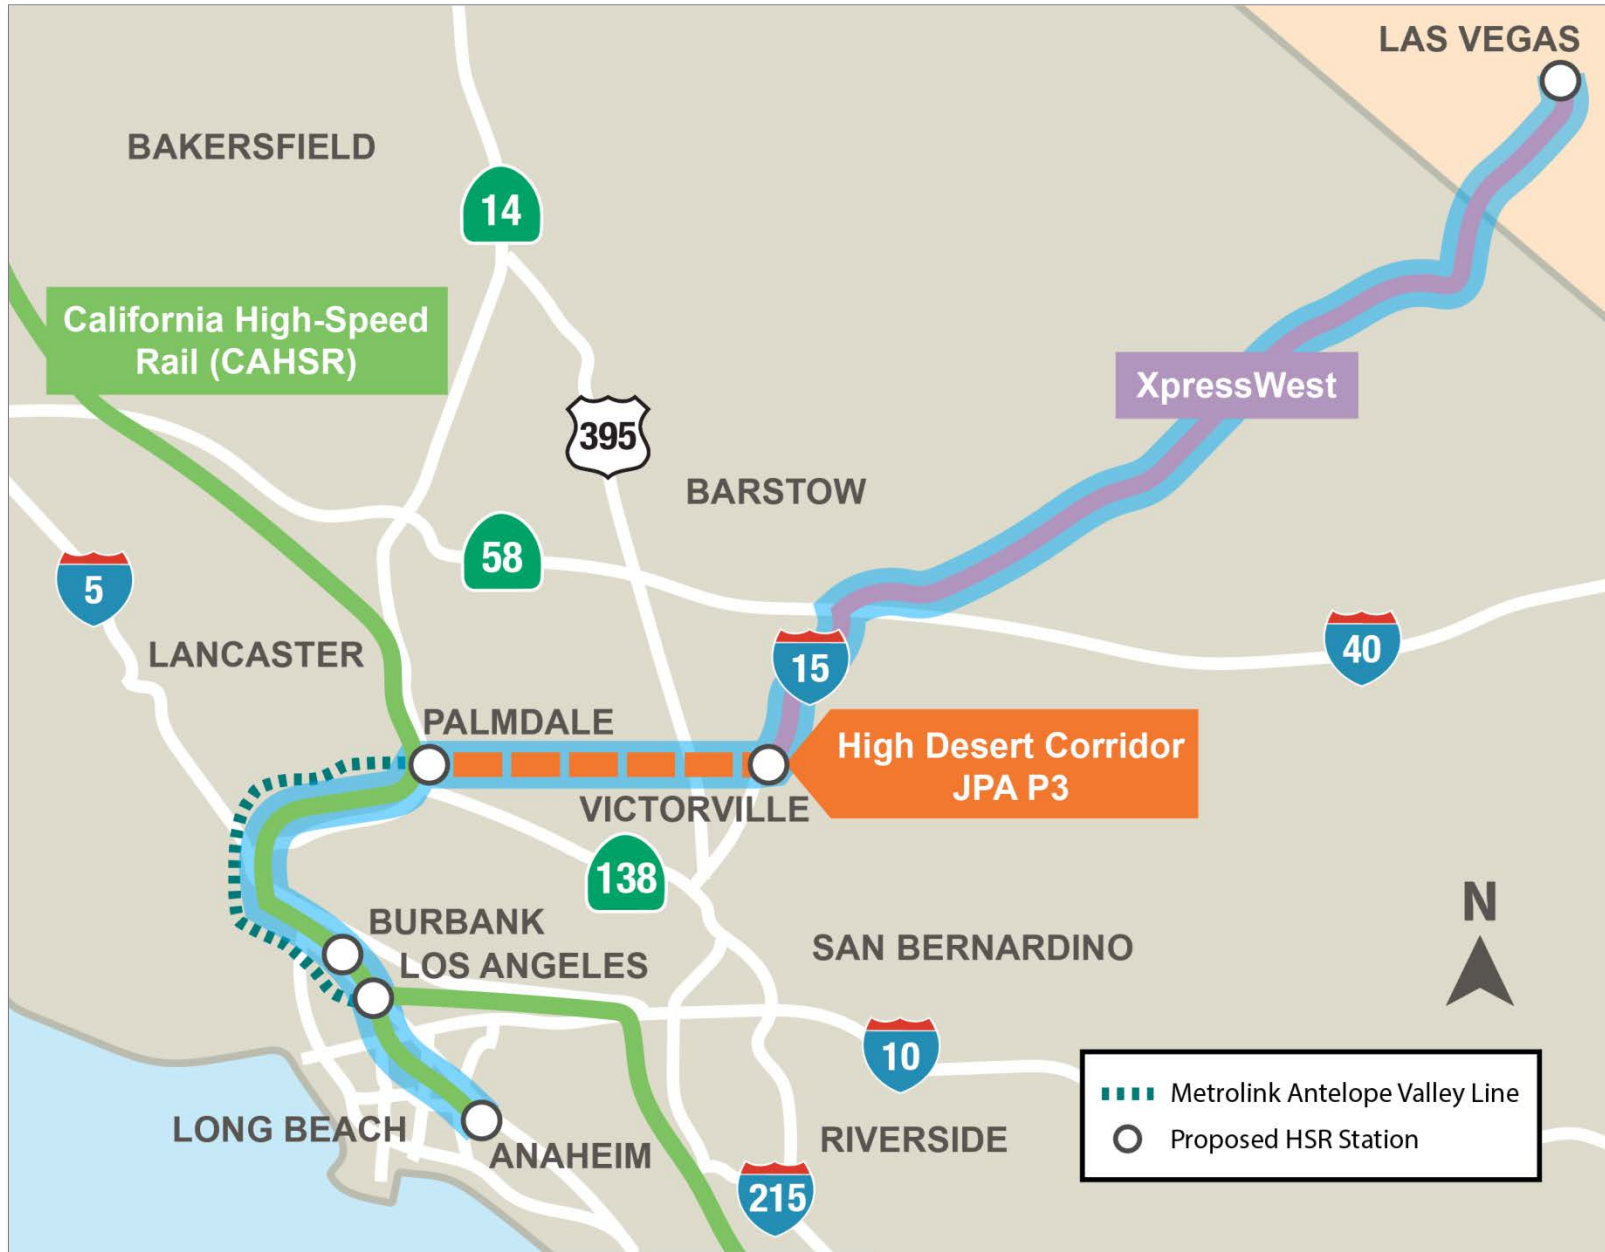 LAS VEGAS
BAKERSFIELD
14
California High-Speed
Rail (CAHSR)
XpressWest
395
BARSTOW
58
5
LANCASTER
15
40
PALMDALE
High Desert Corridor
JPA P3
VICTORVILLE
138
N
BURBANK
LOS ANGELES
SAN BERNARDINO
10
Metrolink Antelope Valley Line
Proposed HSR Station
LONG BEACH
ANAHEIM
RIVERSIDE
215